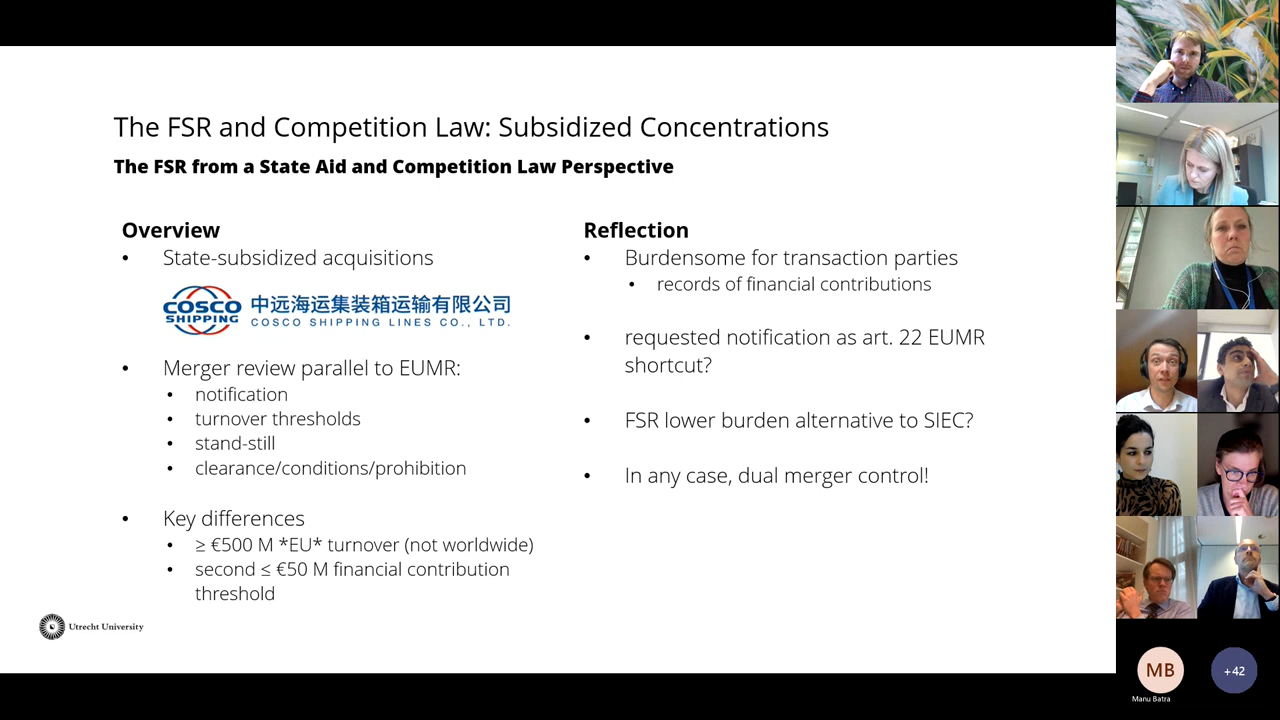 The FSR and Competition Law: Subsidized Concentrations
The FSR from a State Aid and Competition Law Perspective
Overview
• State-subsidized acquisitions
COSCO
SHIPPING
中远海运集装箱运输有限公司
COSCO SHIPPING LINES CO., LTD.
• Merger review parallel to EUMR:
• notification
• turnover thresholds
• stand-still
• clearance/conditions/prohibition
• Key differences
• ≥ €500 M *EU* turnover (not worldwide)
• second ≤ €50 M financial contribution
threshold
Reflection
• Burdensome for transaction parties
• records of financial contributions
• requested notification as art. 22 EUMR
shortcut?
• FSR lower burden alternative to SIEC?
• In any case, dual merger control!
Utrecht University
MB
Manu Batra
+42